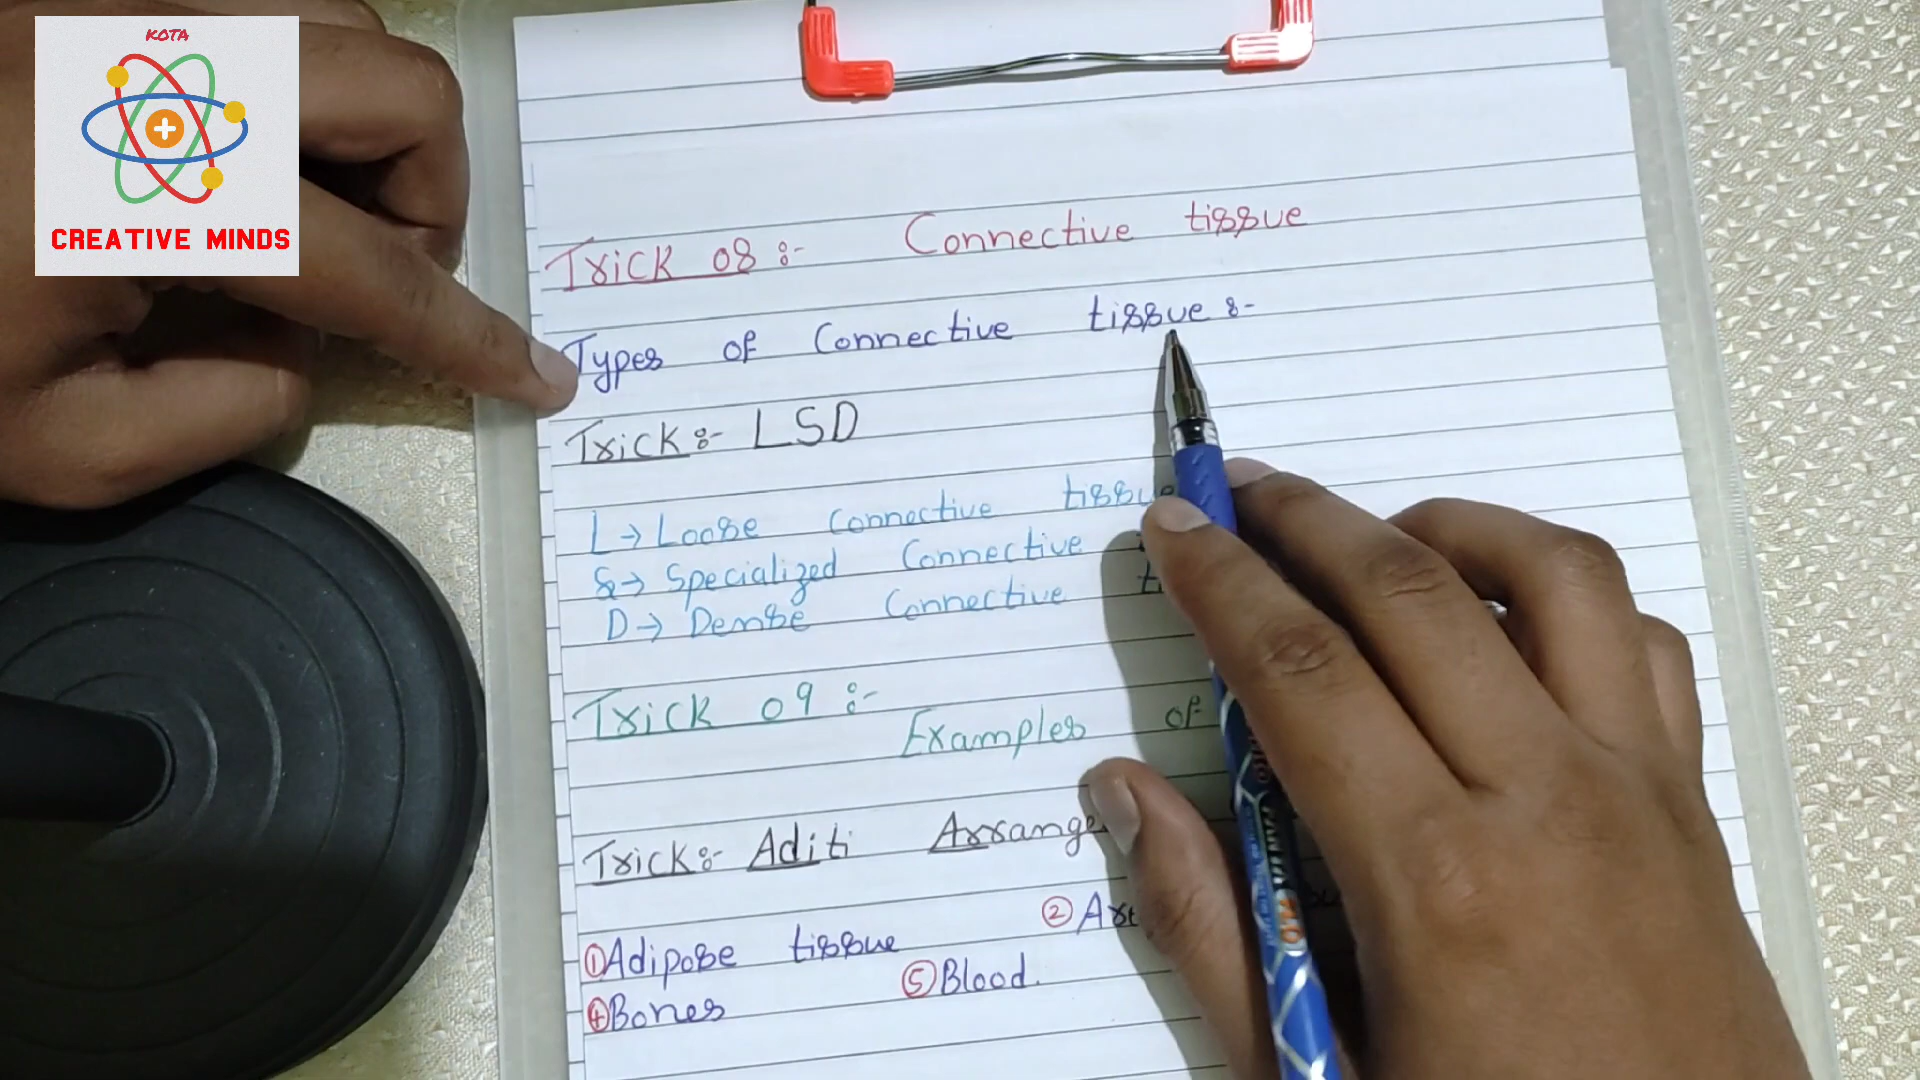 KOTA
CREATIVE MINDS
Trick 08:- Connective tissue
Types of Connective tissue :-
Trick:- LSD
L → Loose Connective tissue
S → Specialized Connective
D → Dense Connective
Trick 09 :-
Examples of
Trick:- Aditi Arrange
① Adipose tissue ②
④ Bones ⑤ Blood.